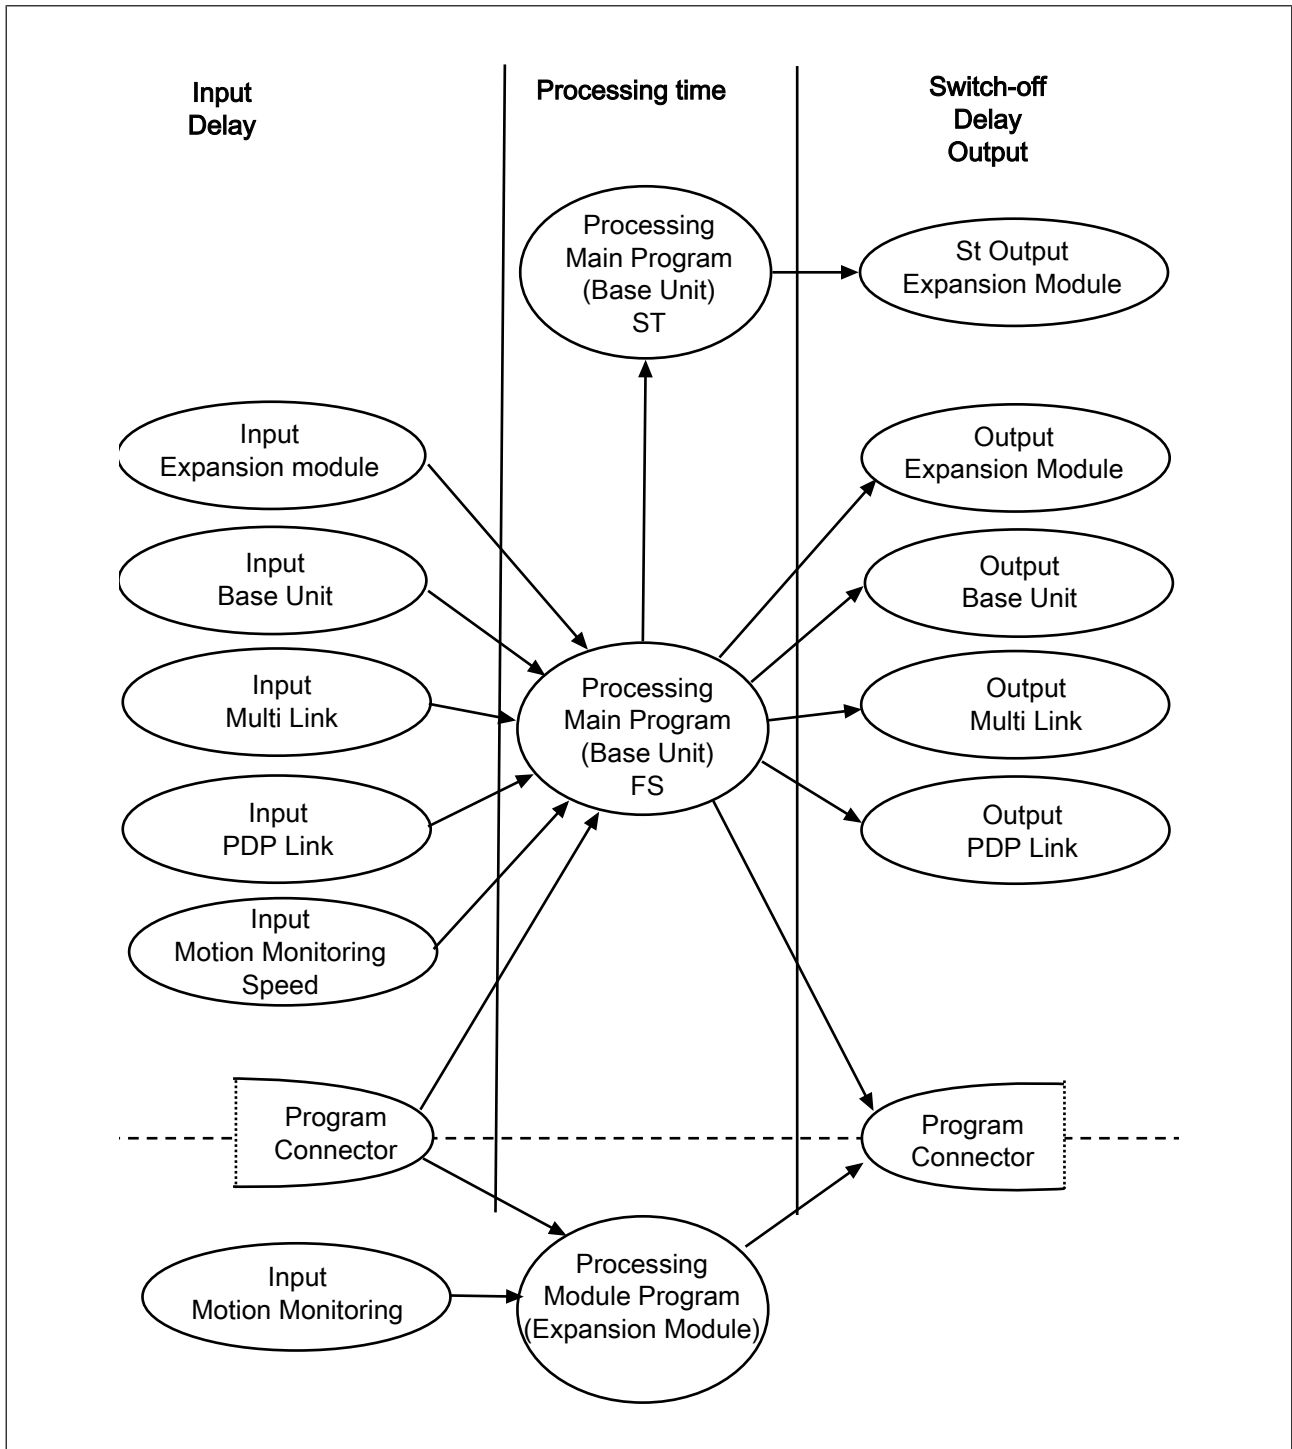 Input
Delay
Processing time
Switch-off
Delay
Output
Processing
Main Program
(Base Unit)
ST
St Output
Expansion Module
Input
Expansion module
Output
Expansion Module
Input
Base Unit
Output
Base Unit
Input
Multi Link
Processing
Main Program
(Base Unit)
FS
Output
Multi Link
Input
PDP Link
Output
PDP Link
Input
Motion Monitoring
Speed
Program
Connector
Program
Connector
Input
Motion Monitoring
Processing
Module Program
(Expansion Module)